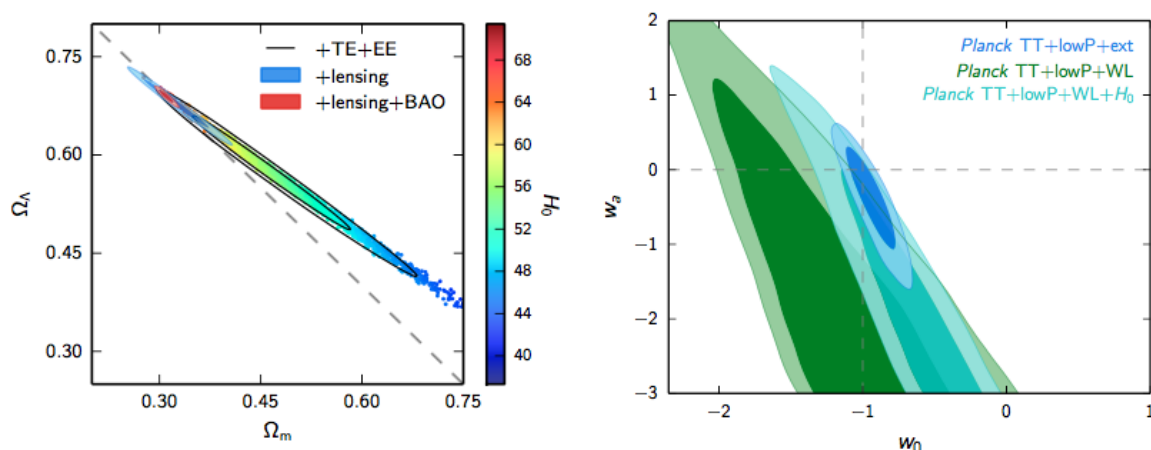 +TE+EE
+lensing
+lensing+BAO
0.75
0.60
0.45
0.30
Ω_Λ
0.30 0.45 0.60 0.75
Ω_m
68
64
60
56
52
48
44
40
H_0
Planck TT+lowP+ext
Planck TT+lowP+WL
Planck TT+lowP+WL+H_0
2
1
0
−1
−2
−3
w_a
−2 −1 0 1
w_0